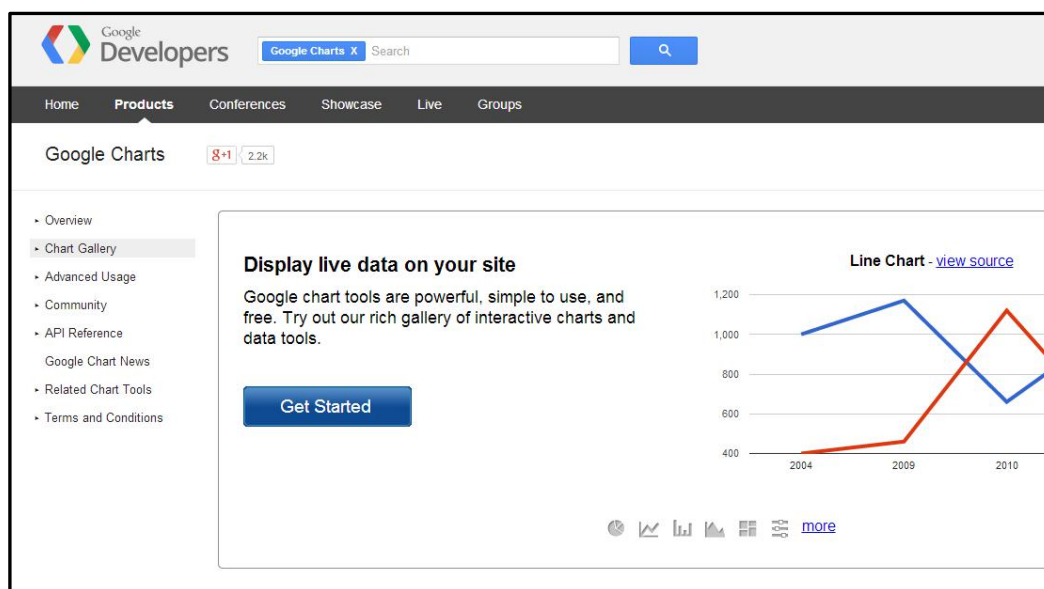 Google
Developers
Google Charts X Search
Home Products Conferences Showcase Live Groups
Google Charts g+1 2.2k
Overview
Chart Gallery
Advanced Usage
Community
API Reference
Google Chart News
Related Chart Tools
Terms and Conditions
Display live data on your site
Google chart tools are powerful, simple to use, and
free. Try out our rich gallery of interactive charts and
data tools.
Get Started
Line Chart - view source
1,200
1,000
800
600
400
2004 2009 2010
more